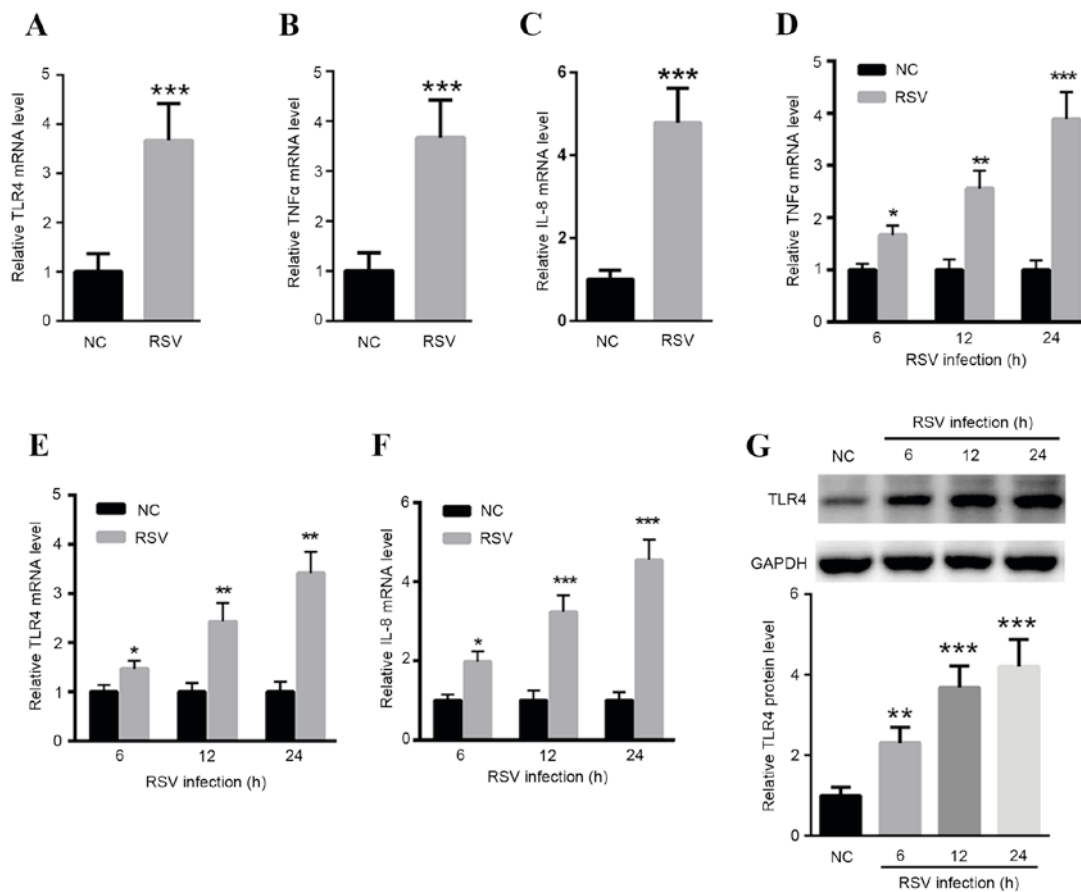 A
Relative TLR4 mRNA level
5
4
3
2
1
0
***
NC
RSV
B
Relative TNFα mRNA level
5
4
3
2
1
0
***
NC
RSV
C
Relative IL-8 mRNA level
6
4
2
0
***
NC
RSV
D
Relative TNFα mRNA level
5
4
3
2
1
0
NC
RSV
*
**
***
6
12
24
RSV infection (h)
E
Relative TLR4 mRNA level
5
4
3
2
1
0
NC
RSV
*
**
**
6
12
24
RSV infection (h)
F
Relative IL-8 mRNA level
6
4
2
0
NC
RSV
*
***
***
6
12
24
RSV infection (h)
G
RSV infection (h)
NC
6
12
24
TLR4
GAPDH
Relative TLR4 protein level
6
4
2
0
**
***
***
NC
6
12
24
RSV infection (h)